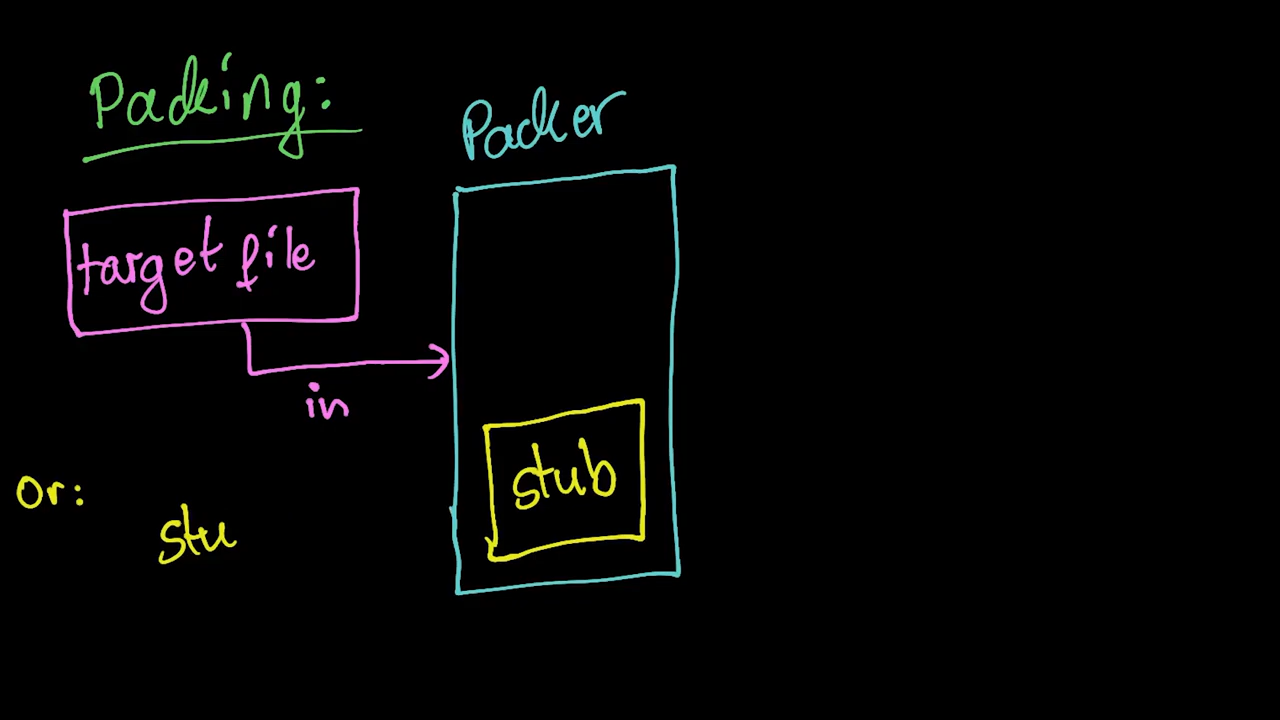 Packing:
Packer
target file
in
stub
Or:
stu